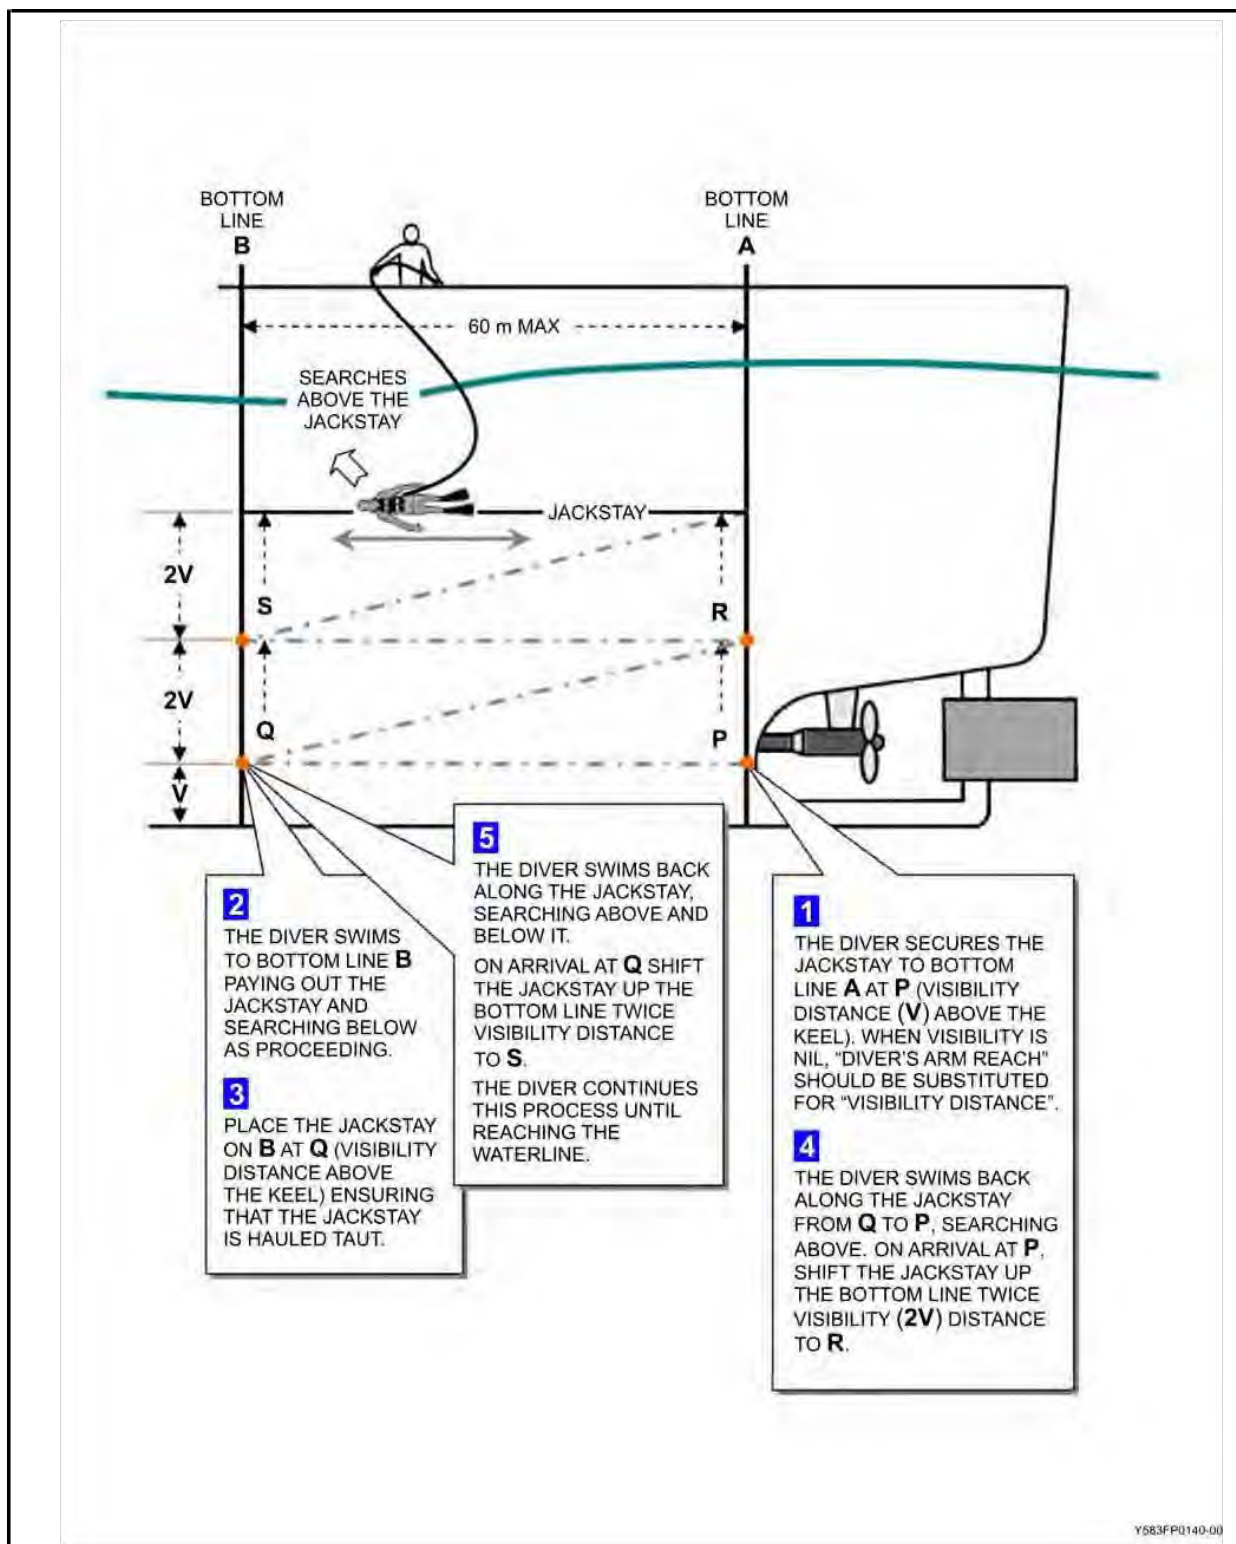 BOTTOM
LINE
B
BOTTOM
LINE
A
60 m MAX
SEARCHES
ABOVE THE
JACKSTAY
JACKSTAY
2V
S
R
2V
Q
P
V
2
THE DIVER SWIMS
TO BOTTOM LINE B
PAYING OUT THE
JACKSTAY AND
SEARCHING BELOW
AS PROCEEDING.
3
PLACE THE JACKSTAY
ON B AT Q (VISIBILITY
DISTANCE ABOVE
THE KEEL) ENSURING
THAT THE JACKSTAY
IS HAULED TAUT.
5
THE DIVER SWIMS BACK
ALONG THE JACKSTAY,
SEARCHING ABOVE AND
BELOW IT.
ON ARRIVAL AT Q SHIFT
THE JACKSTAY UP THE
BOTTOM LINE TWICE
VISIBILITY DISTANCE
TO S.
THE DIVER CONTINUES
THIS PROCESS UNTIL
REACHING THE
WATERLINE.
1
THE DIVER SECURES THE
JACKSTAY TO BOTTOM
LINE A AT P (VISIBILITY
DISTANCE (V) ABOVE THE
KEEL). WHEN VISIBILITY IS
NIL, “DIVER’S ARM REACH”
SHOULD BE SUBSTITUTED
FOR “VISIBILITY DISTANCE”.
4
THE DIVER SWIMS BACK
ALONG THE JACKSTAY
FROM Q TO P, SEARCHING
ABOVE. ON ARRIVAL AT P,
SHIFT THE JACKSTAY UP
THE BOTTOM LINE TWICE
VISIBILITY (2V) DISTANCE
TO R.
Y583FP0140-00